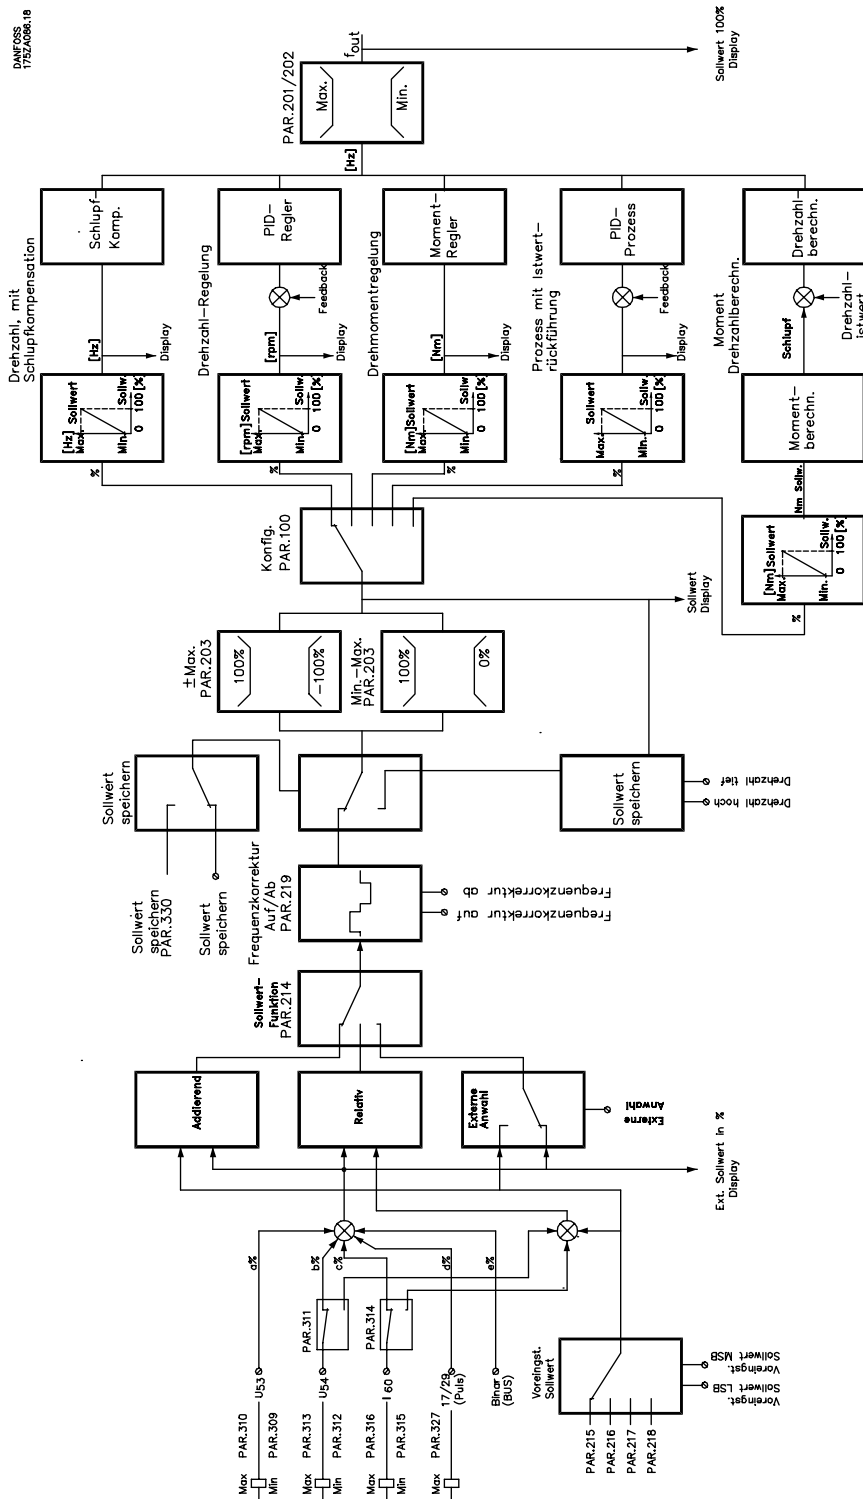 DANFOSS
175ZA066.18
Max Min
PAR.310
PAR.309
U53
a%
Max Min
PAR.313
PAR.312
U54
PAR.311
b%
Max Min
PAR.316
PAR.315
I 60
PAR.314
c%
Max
PAR.327
17/29
(Puls)
d%
Binär
(BUS)
e%
PAR.215
PAR.216
PAR.217
PAR.218
Voreingst.
Sollwert
Voreingst.
Sollwert MSB
Voreingst.
Sollwert LSB
Ext. Sollwert in %
Display
Addierend
Relativ
Externe
Anwahl
Externe
Anwahl
Sollwert-
Funktion
PAR.214
Frequenzkorrektur
Auf/Ab
PAR.219
Frequenzkorrektur ab
Frequenzkorrektur auf
Sollwert
speichern
PAR.330
Sollwert
speichern
Sollwert
speichern
Sollwert
speichern
Drehzahl tief
Drehzahl hoch
±Max.
PAR.203
100%
-100%
Min.-Max.
PAR.203
100%
0%
Sollwert
Display
Konfig.
PAR.100
Drehzahl, mit
Schlupfkompensation
%
[Hz]
Max.
Sollwert
Min.
Sollw.
0 100 [%]
[Hz]
Display
Schlupf-
Komp.
Drehzahl-Regelung
%
[rpm]Sollwert
Max.
Min.
Sollw.
0 100 [%]
[rpm]
Display
Feedback
PID-
Regler
Drehmomentregelung
%
[Nm]Sollwert
Max.
Min.
Sollw.
0 100 [%]
[Nm]
Display
Moment-
Regler
Prozess mit Istwert-
rückführung
%
Sollwert
Max.
Min.
Sollw.
0 100 [%]
Display
Feedback
PID-
Prozess
Moment
Drehzahlberechn.
%
[Nm]Sollwert
Max.
Min.
Sollw.
0 100 [%]
Nm Sollw.
Moment-
berechn.
Schlupf
Drehzahl-
istwert
Drehzahl-
berechn.
[Hz]
PAR.201/202
Max.
Min.
fout
Sollwert 100%
Display